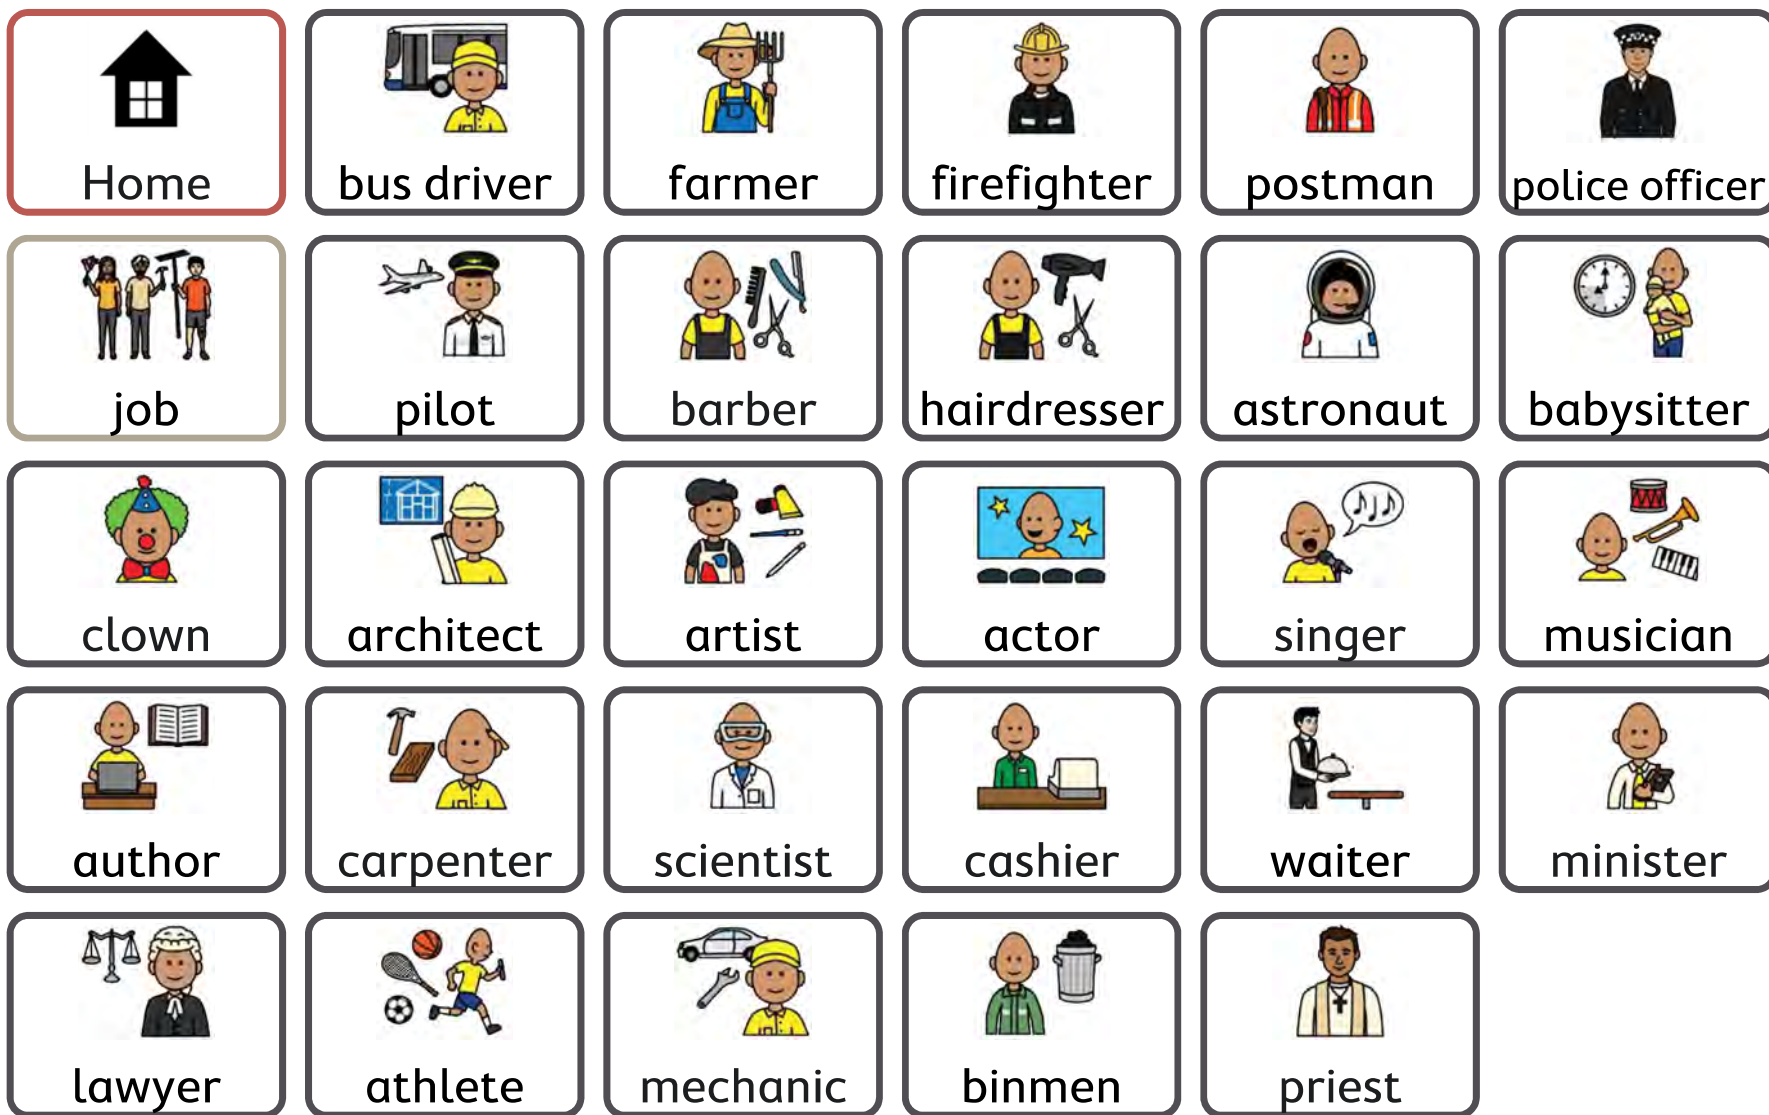 Home
bus driver
farmer
firefighter
postman
police officer
job
pilot
barber
hairdresser
astronaut
babysitter
clown
architect
artist
actor
singer
musician
author
carpenter
scientist
cashier
waiter
minister
lawyer
athlete
mechanic
binmen
priest